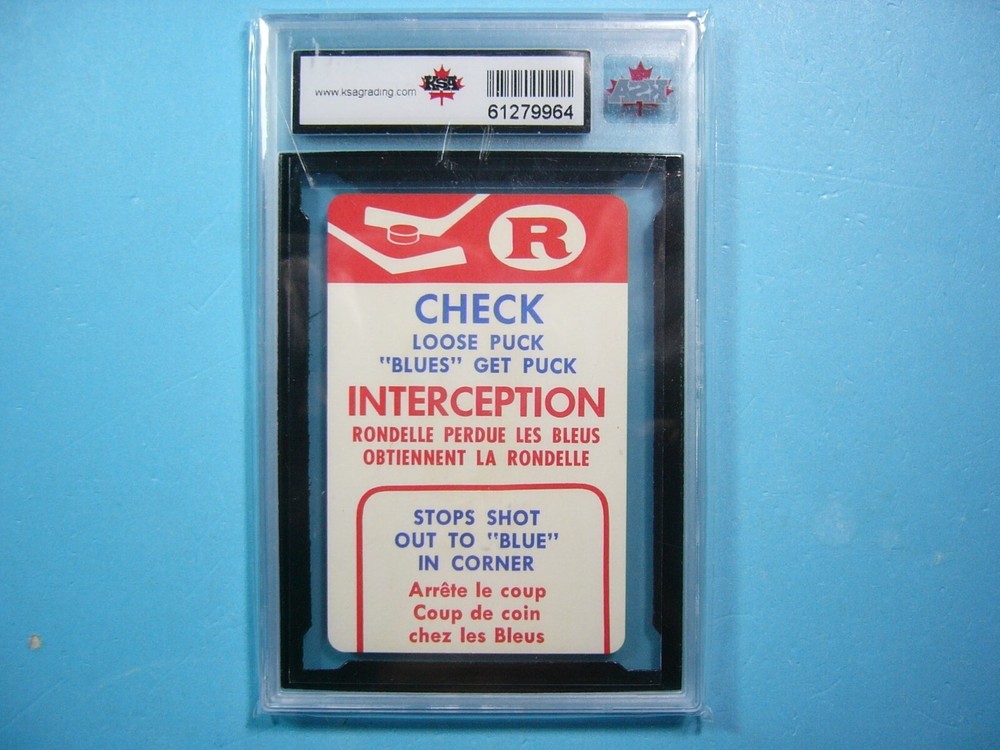 www.ksagrading.com
KSA
61279964
KSA
R
CHECK
LOOSE PUCK
"BLUES" GET PUCK
INTERCEPTION
RONDELLE PERDUE LES BLEUS
OBTIENNENT LA RONDELLE
STOPS SHOT
OUT TO "BLUE"
IN CORNER
Arrête le coup
Coup de coin
chez les Bleus